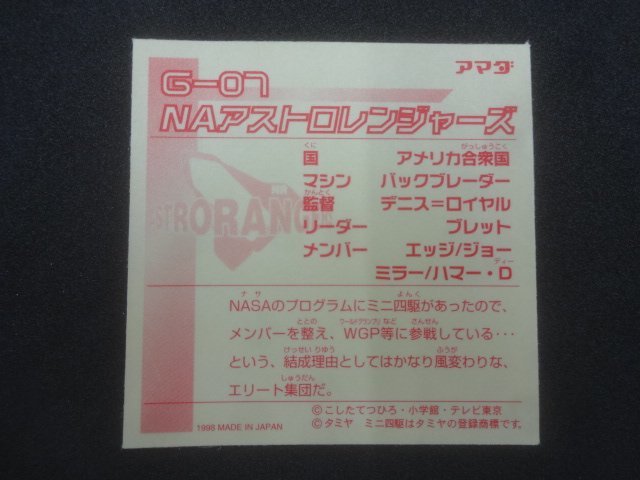 アマダ
G-07
NAアストロレンジャーズ
国 アメリカ合衆国
マシン バックブレーダー
監督 デニス=ロイヤル
リーダー ブレット
メンバー エッジ/ジョー
ミラー/ハマー・D
NASAのプログラムにミニ四駆があったので、
メンバーを整え、WGP等に参戦している…
という、結成理由としてはかなり風変わりな、
エリート集団だ。
©こしたてつひろ・小学館・テレビ東京
1998 MADE IN JAPAN ©タミヤ ミニ四駆はタミヤの登録商標です。